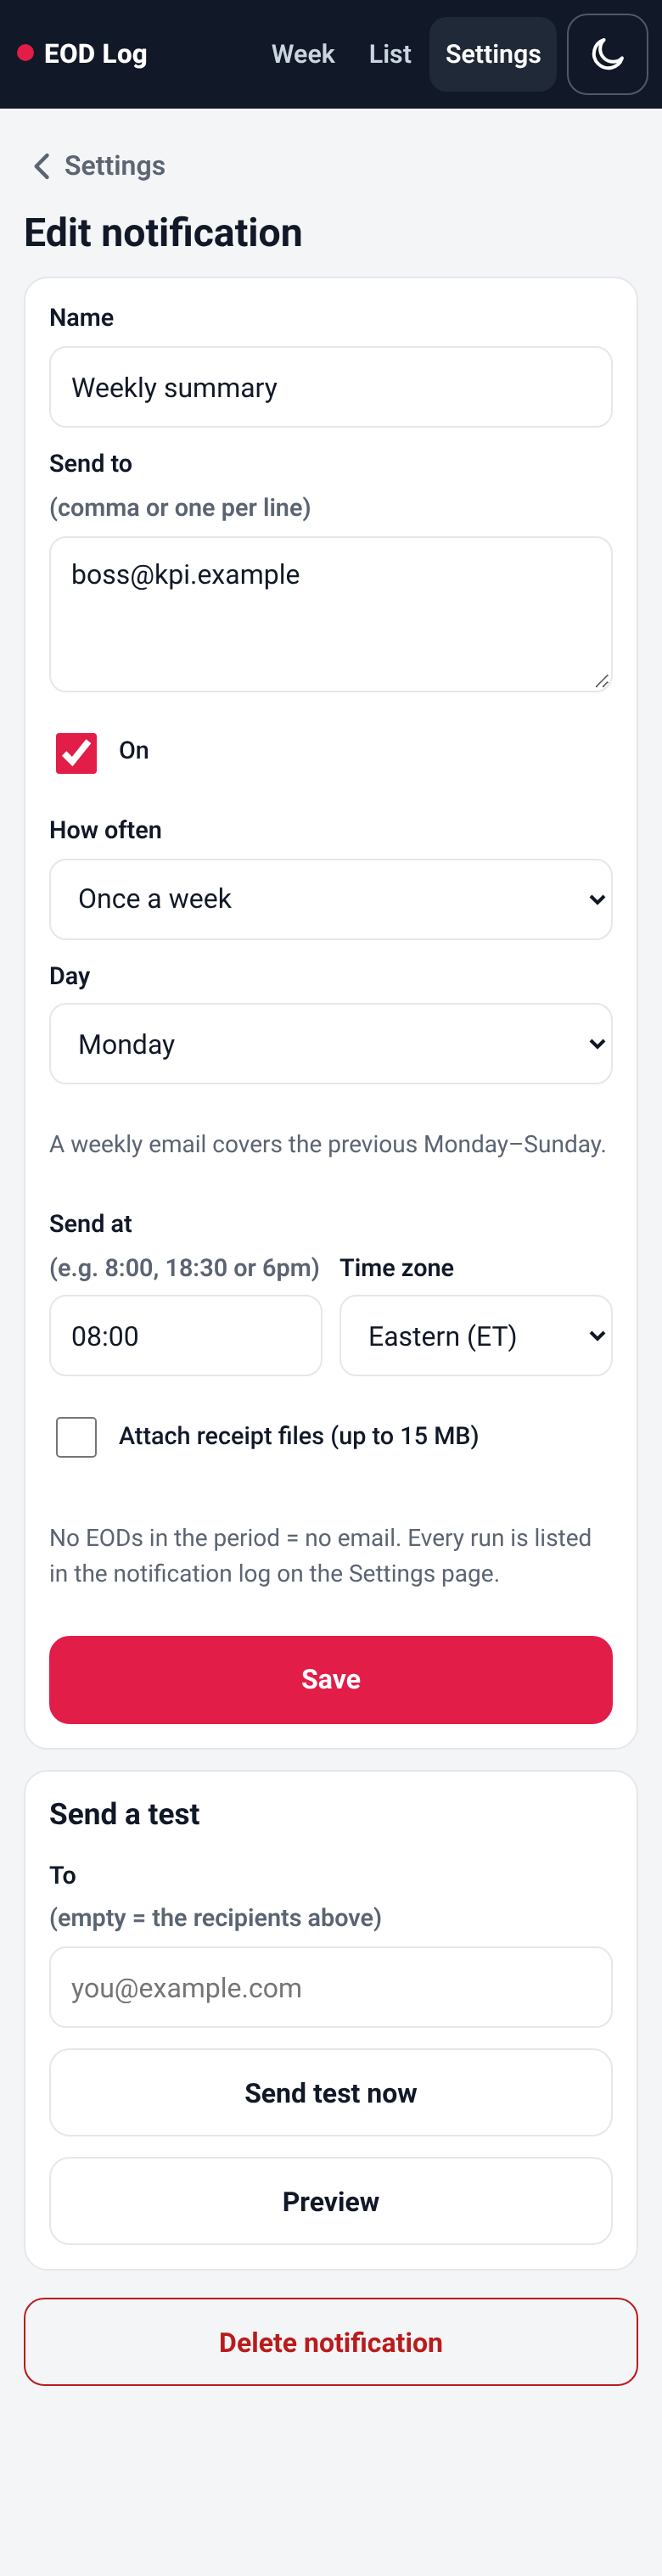 EOD Log
Week
List
Settings
Settings
Edit notification
Name
Weekly summary
Send to
(comma or one per line)
boss@kpi.example
On
How often
Once a week
Day
Monday
A weekly email covers the previous Monday–Sunday.
Send at
(e.g. 8:00, 18:30 or 6pm)
Time zone
08:00
Eastern (ET)
Attach receipt files (up to 15 MB)
No EODs in the period = no email. Every run is listed
in the notification log on the Settings page.
Save
Send a test
To
(empty = the recipients above)
you@example.com
Send test now
Preview
Delete notification